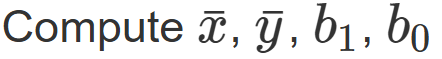 Compute x̄, ȳ, b₁, b₀